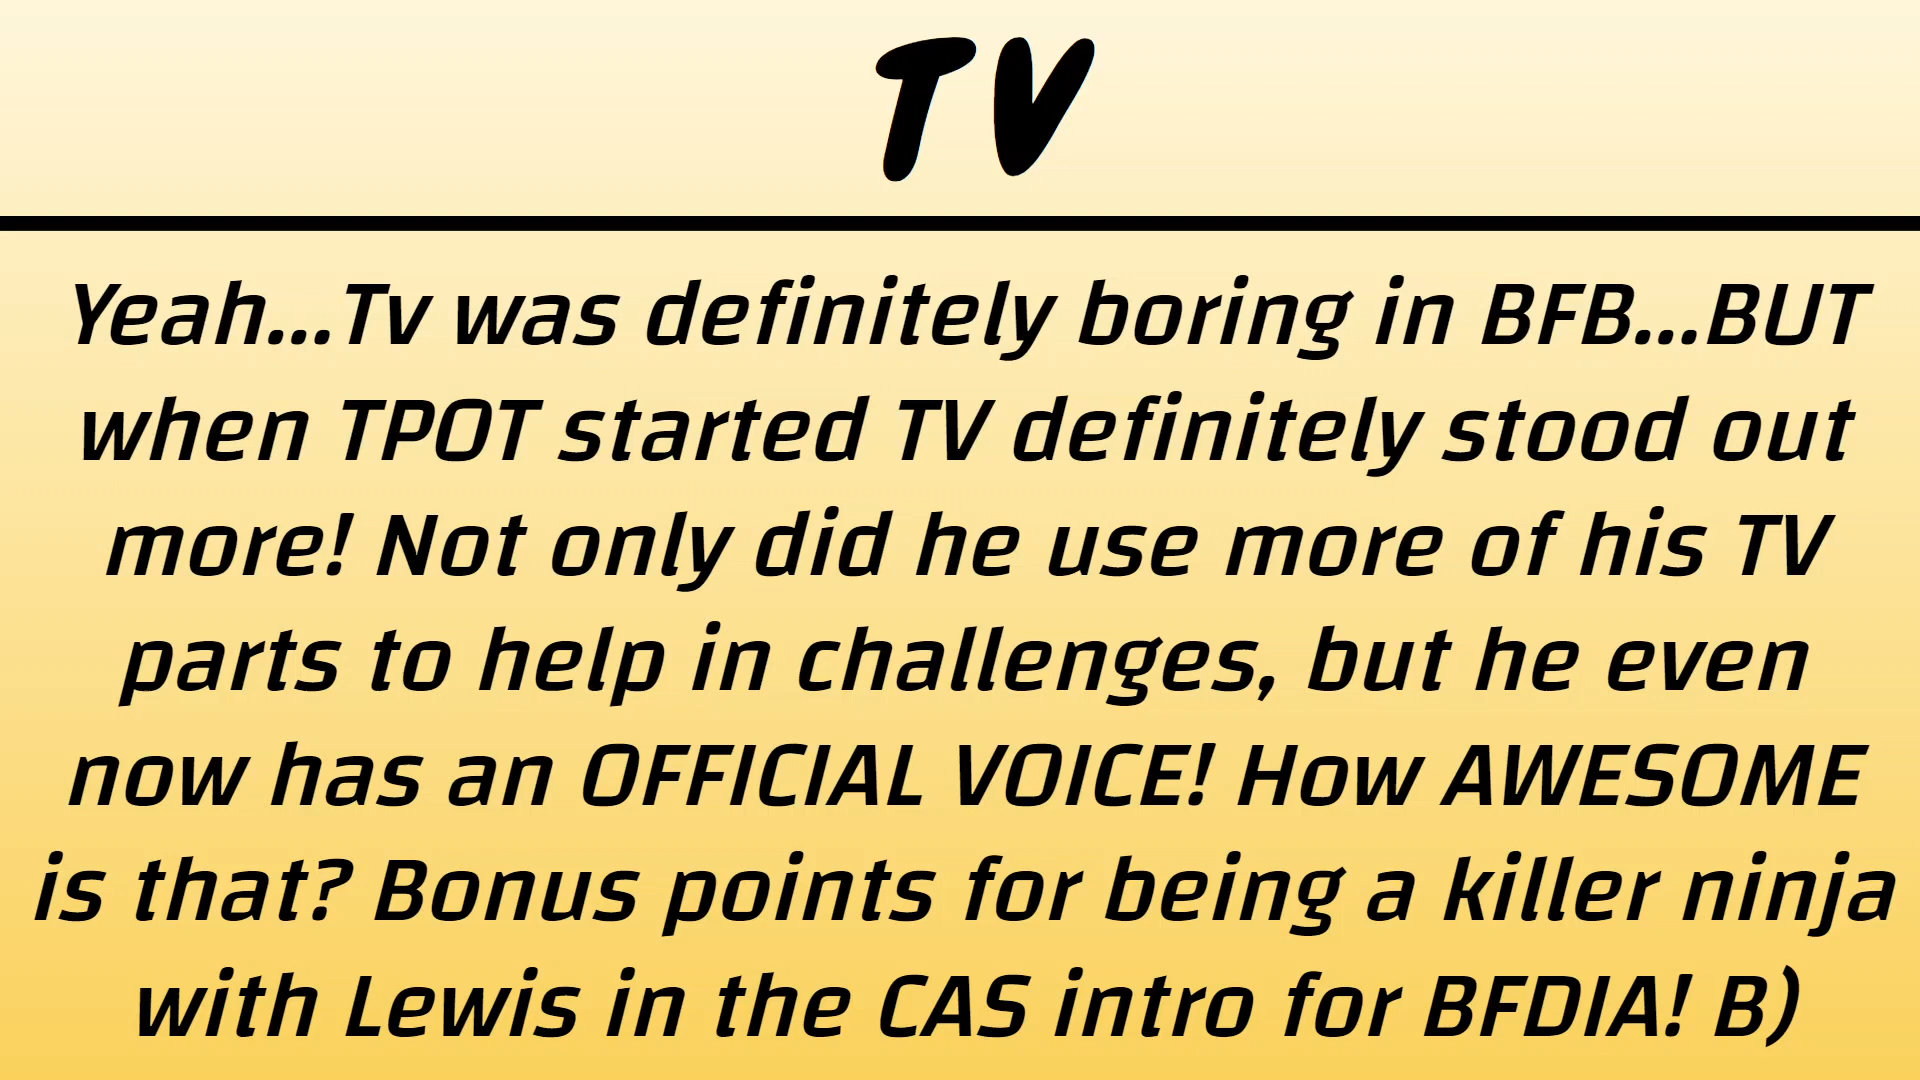 TV
Yeah...Tv was definitely boring in BFB...BUT
when TPOT started TV definitely stood out
more! Not only did he use more of his TV
parts to help in challenges, but he even
now has an OFFICIAL VOICE! How AWESOME
is that? Bonus points for being a killer ninja
with Lewis in the CAS intro for BFDIA! B)